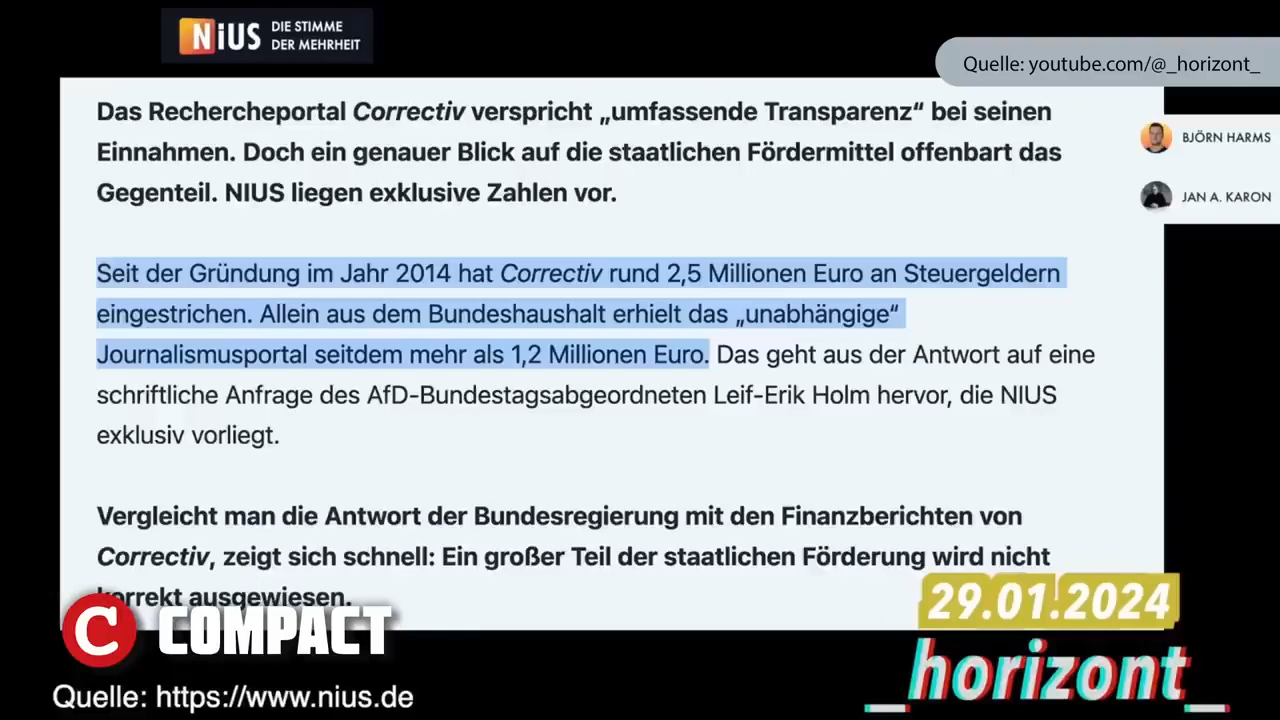 NiUS DIE STIMME
DER MEHRHEIT
Quelle: youtube.com/@_horizont_
Das Rechercheportal Correctiv verspricht „umfassende Transparenz“ bei seinen
Einnahmen. Doch ein genauer Blick auf die staatlichen Fördermittel offenbart das
Gegenteil. NIUS liegen exklusive Zahlen vor.
BJÖRN HARMS
JAN A. KARON
Seit der Gründung im Jahr 2014 hat Correctiv rund 2,5 Millionen Euro an Steuergeldern
eingestrichen. Allein aus dem Bundeshaushalt erhielt das „unabhängige“
Journalismusportal seitdem mehr als 1,2 Millionen Euro. Das geht aus der Antwort auf eine
schriftliche Anfrage des AfD-Bundestagsabgeordneten Leif-Erik Holm hervor, die NIUS
exklusiv vorliegt.
Vergleicht man die Antwort der Bundesregierung mit den Finanzberichten von
Correctiv, zeigt sich schnell: Ein großer Teil der staatlichen Förderung wird nicht
korrekt ausgewiesen.
29.01.2024
C COMPACT
_horizont_
Quelle: https://www.nius.de